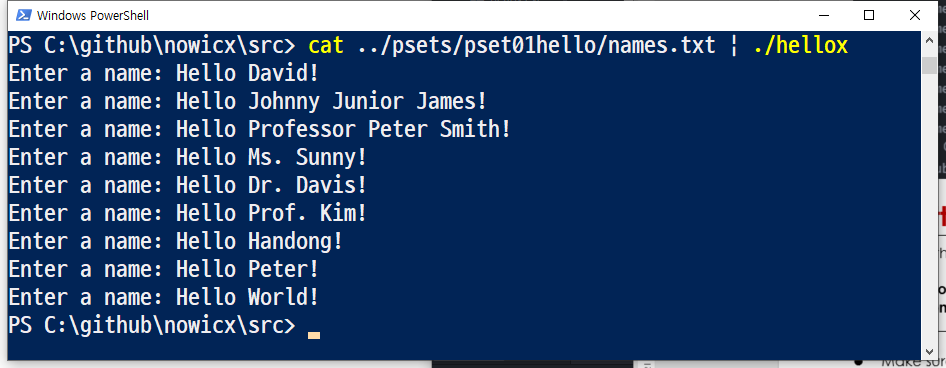 Windows PowerShell
PS C:\github\nowicx\src> cat ../psets/pset01hello/names.txt | ./hellox
Enter a name: Hello David!
Enter a name: Hello Johnny Junior James!
Enter a name: Hello Professor Peter Smith!
Enter a name: Hello Ms. Sunny!
Enter a name: Hello Dr. Davis!
Enter a name: Hello Prof. Kim!
Enter a name: Hello Handong!
Enter a name: Hello Peter!
Enter a name: Hello World!
PS C:\github\nowicx\src>
Make sur